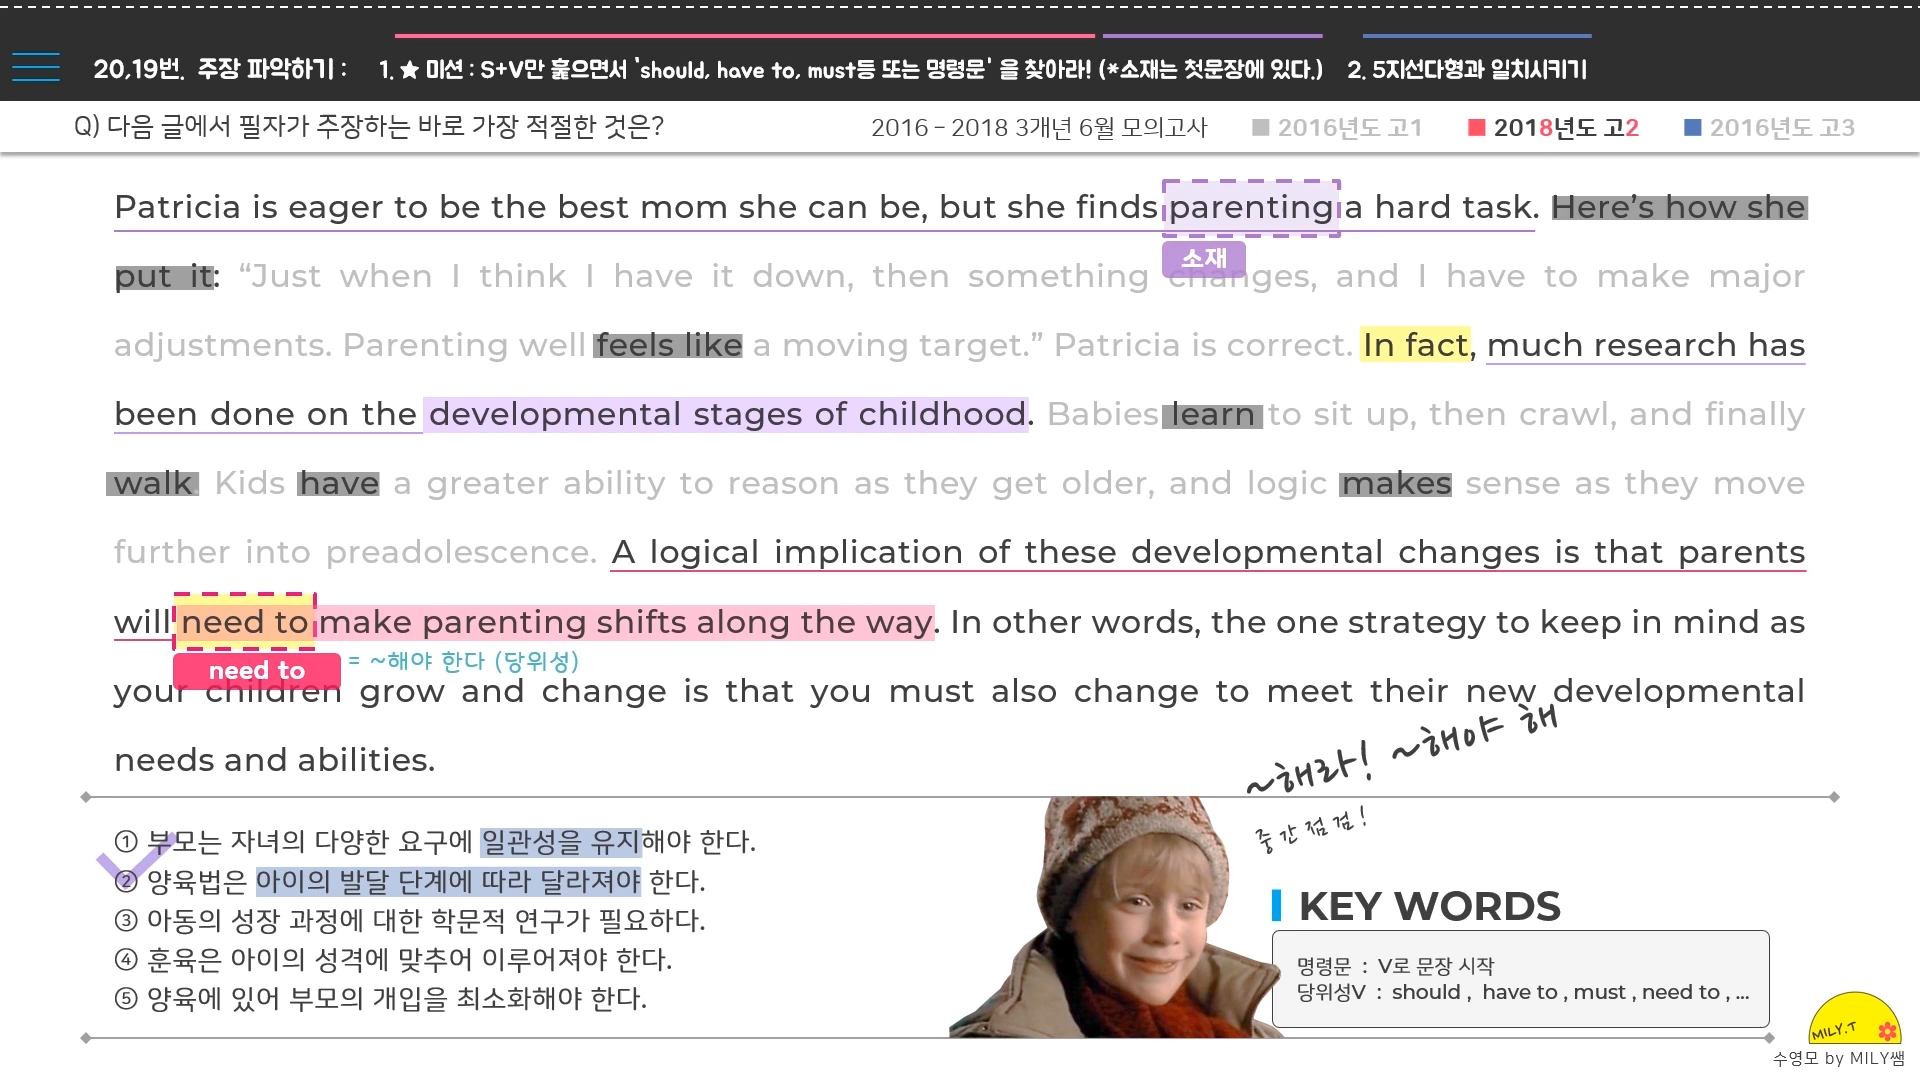 20,19번. 주장 파악하기 : 1. ★ 미션 : S+V만 훑으면서 'should, have to, must등 또는 명령문' 을 찾아라! (*소재는 첫문장에 있다.) 2. 5지선다형과 일치시키기
Q) 다음 글에서 필자가 주장하는 바로 가장 적절한 것은? 2016 – 2018 3개년 6월 모의고사 ■ 2016년도 고1 ■ 2018년도 고2 ■ 2016년도 고3
Patricia is eager to be the best mom she can be, but she finds parenting a hard task. Here's how she
소재
put it: “Just when I think I have it down, then something changes, and I have to make major
adjustments. Parenting well feels like a moving target.” Patricia is correct. In fact, much research has
been done on the developmental stages of childhood. Babies learn to sit up, then crawl, and finally
walk Kids have a greater ability to reason as they get older, and logic makes sense as they move
further into preadolescence. A logical implication of these developmental changes is that parents
will need to make parenting shifts along the way. In other words, the one strategy to keep in mind as
need to = ~해야 한다 (당위성)
your children grow and change is that you must also change to meet their new developmental
needs and abilities.
~해라! ~해야 해
중간점검!
① 부모는 자녀의 다양한 요구에 일관성을 유지해야 한다.
② 양육법은 아이의 발달 단계에 따라 달라져야 한다.
③ 아동의 성장 과정에 대한 학문적 연구가 필요하다.
④ 훈육은 아이의 성격에 맞추어 이루어져야 한다.
⑤ 양육에 있어 부모의 개입을 최소화해야 한다.
KEY WORDS
명령문 : V로 문장 시작
당위성V : should , have to , must , need to , ...
MILY.T
수영모 by MILY쌤